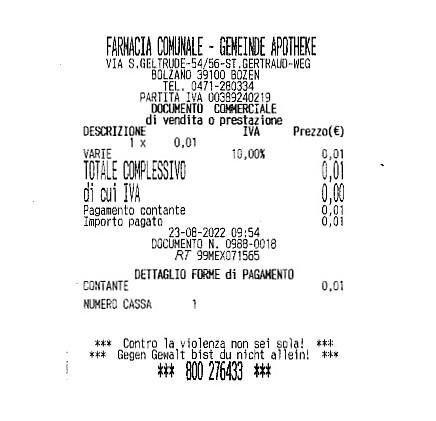 FARMACIA COMUNALE - GEMEINDE APOTHEKE
VIA S.GELTRUDE-54/56-ST.GERTRAUD-WEG
BOLZANO 39100 BOZEN
TEL. 0471-280334
PARTITA IVA 00389240219
DOCUMENTO COMMERCIALE
di vendita o prestazione
DESCRIZIONE IVA Prezzo(€)
1 x 0,01
VARIE 10,00% 0,01
TOTALE COMPLESSIVO 0,01
di cui IVA 0,00
Pagamento contante 0,01
Importo pagato 0,01
23-08-2022 09:54
DOCUMENTO N. 0988-0018
RT 99MEX071565
DETTAGLIO FORME di PAGAMENTO
CONTANTE 0,01
NUMERO CASSA 1
*** Contro la violenza non sei sola! ***
*** Gegen Gewalt bist du nicht allein! ***
*** 800 276433 ***